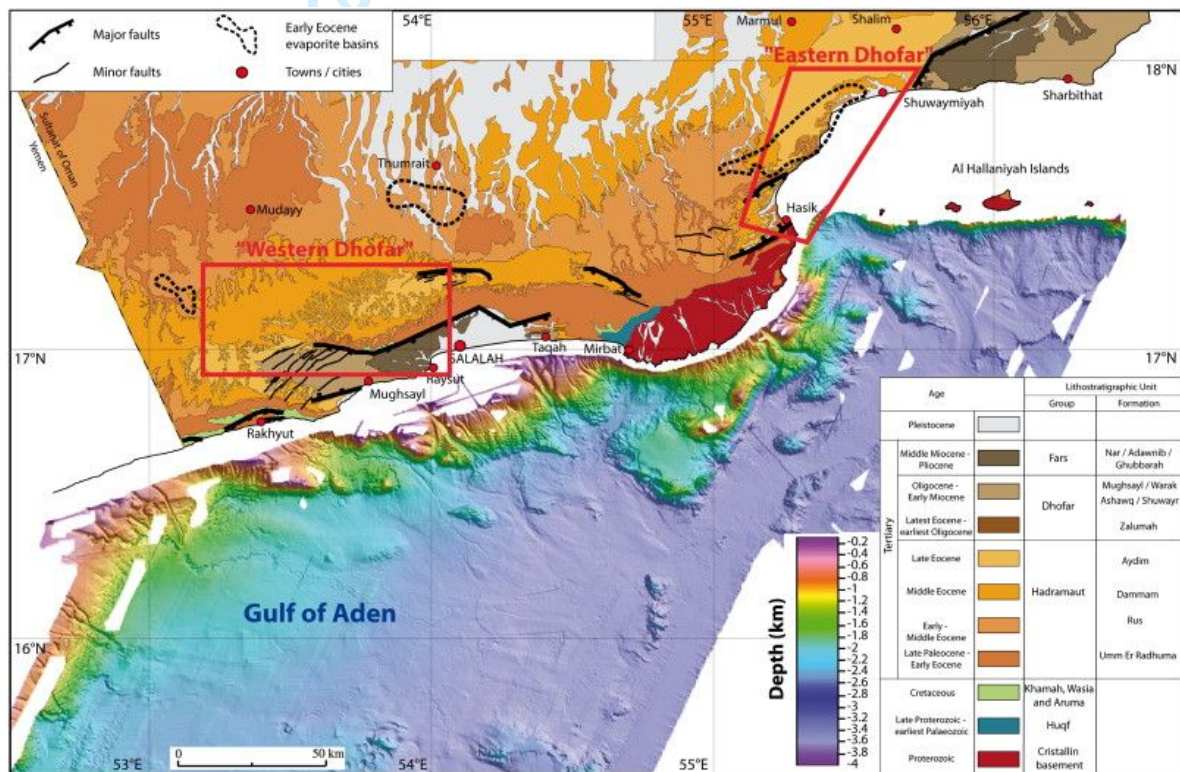 54°E
55°E
56°E
Major faults
Early Eocene
evaporite basins
Minor faults
Towns / cities
Marmul
Shalim
"Eastern Dhofar"
18°N
Shuwaymiyah
Sharbithat
Sultanat of Oman
Yemen
Thumrait
Al Hallaniyah Islands
Mudayy
Hasik
"Western Dhofar"
17°N
SALALAH
Taqah
Mirbat
17°N
Raysut
Mughsayl
Rakhyut
Gulf of Aden
16°N
Depth (km)
-0.2
-0.4
-0.6
-0.8
-1
-1.2
-1.4
-1.6
-1.8
-2
-2.2
-2.4
-2.6
-2.8
-3
-3.1
-3.4
-3.6
-3.8
-4
Age
Lithostratigraphic Unit
Group
Formation
Pleistocene
Tertiary
Middle Miocene -
Pliocene
Fars
Nar / Adawnib /
Ghubbarah
Oligocene -
Early Miocene
Dhofar
Mughsayl / Warak
Ashawq / Shuwayr
Latest Eocene -
earliest Oligocene
Zalumah
Late Eocene
Aydim
Middle Eocene
Hadramaut
Dammam
Early -
Middle Eocene
Rus
Late Paleocene -
Early Eocene
Umm Er Radhuma
Cretaceous
Khamah, Wasia
and Aruma
Late Proterozoic -
earliest Palaeozoic
Huqf
Proterozoic
Cristallin
basement
0
50 km
53°E
54°E
55°E